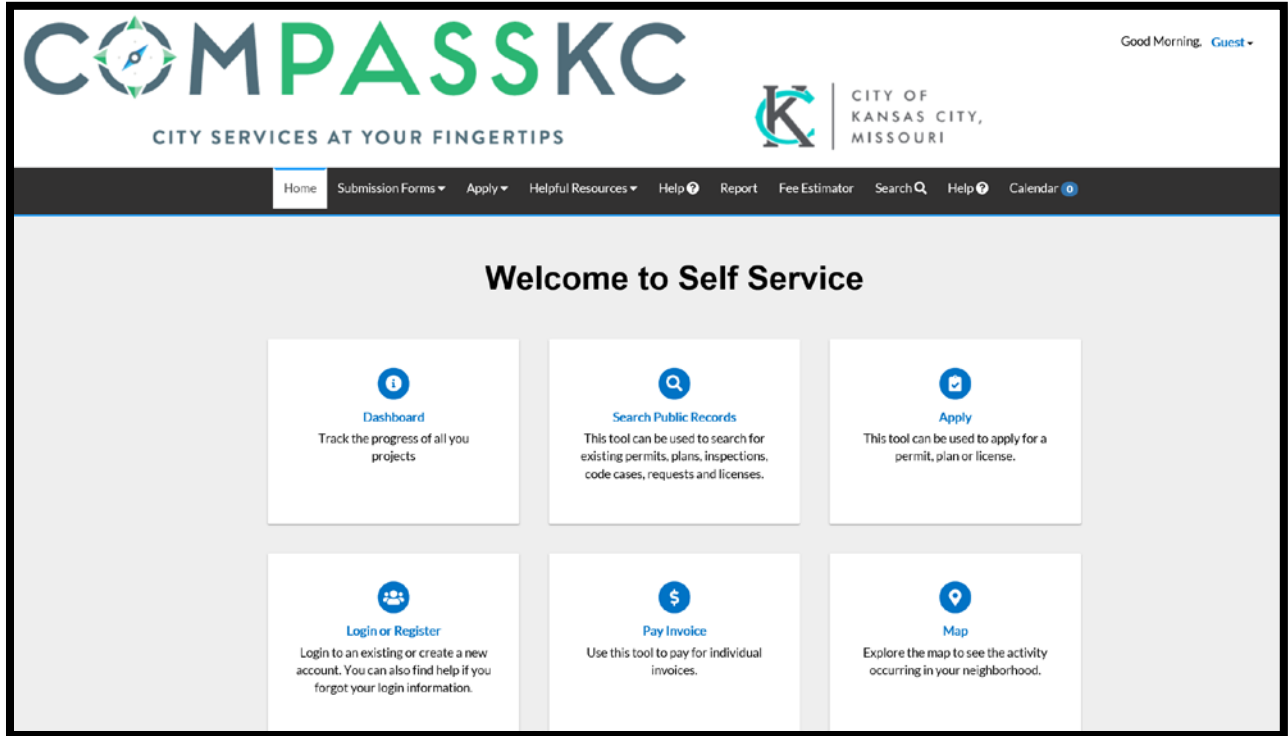 COMPASSKC
CITY SERVICES AT YOUR FINGERTIPS
KC
CITY OF
KANSAS CITY,
MISSOURI
Good Morning, Guest
Home Submission Forms Apply Helpful Resources Help Report Fee Estimator Search Help Calendar 0
Welcome to Self Service
Dashboard
Track the progress of all you
projects
Search Public Records
This tool can be used to search for
existing permits, plans, inspections,
code cases, requests and licenses.
Apply
This tool can be used to apply for a
permit, plan or license.
Login or Register
Login to an existing or create a new
account. You can also find help if you
forgot your login information.
Pay Invoice
Use this tool to pay for individual
invoices.
Map
Explore the map to see the activity
occurring in your neighborhood.